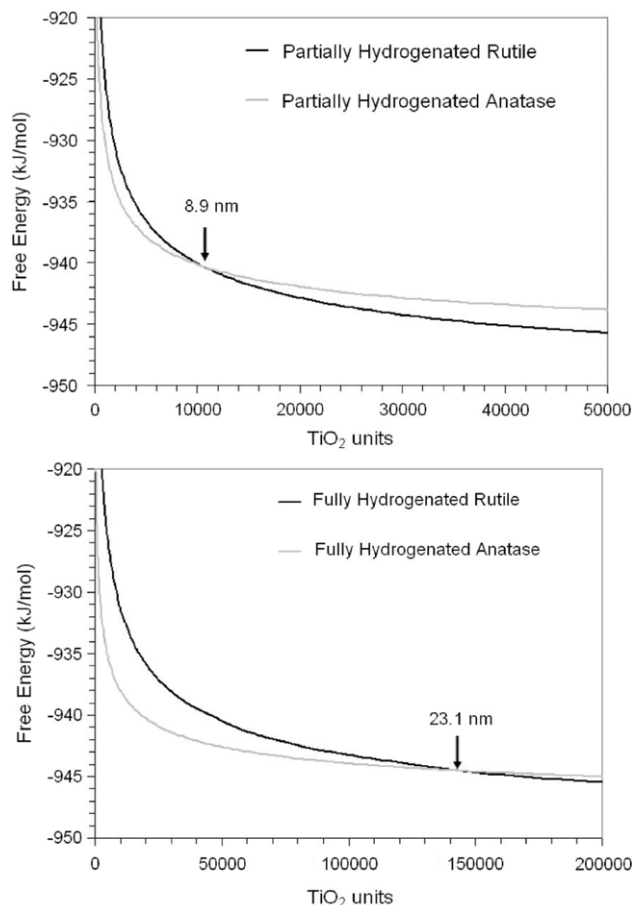 -920
Partially Hydrogenated Rutile
-925
Partially Hydrogenated Anatase
-930
Free Energy (kJ/mol)
-935
8.9 nm
-940
-945
-950
0 10000 20000 30000 40000 50000
TiO₂ units
-920
Fully Hydrogenated Rutile
-925
Fully Hydrogenated Anatase
-930
Free Energy (kJ/mol)
-935
23.1 nm
-940
-945
-950
0 50000 100000 150000 200000
TiO₂ units